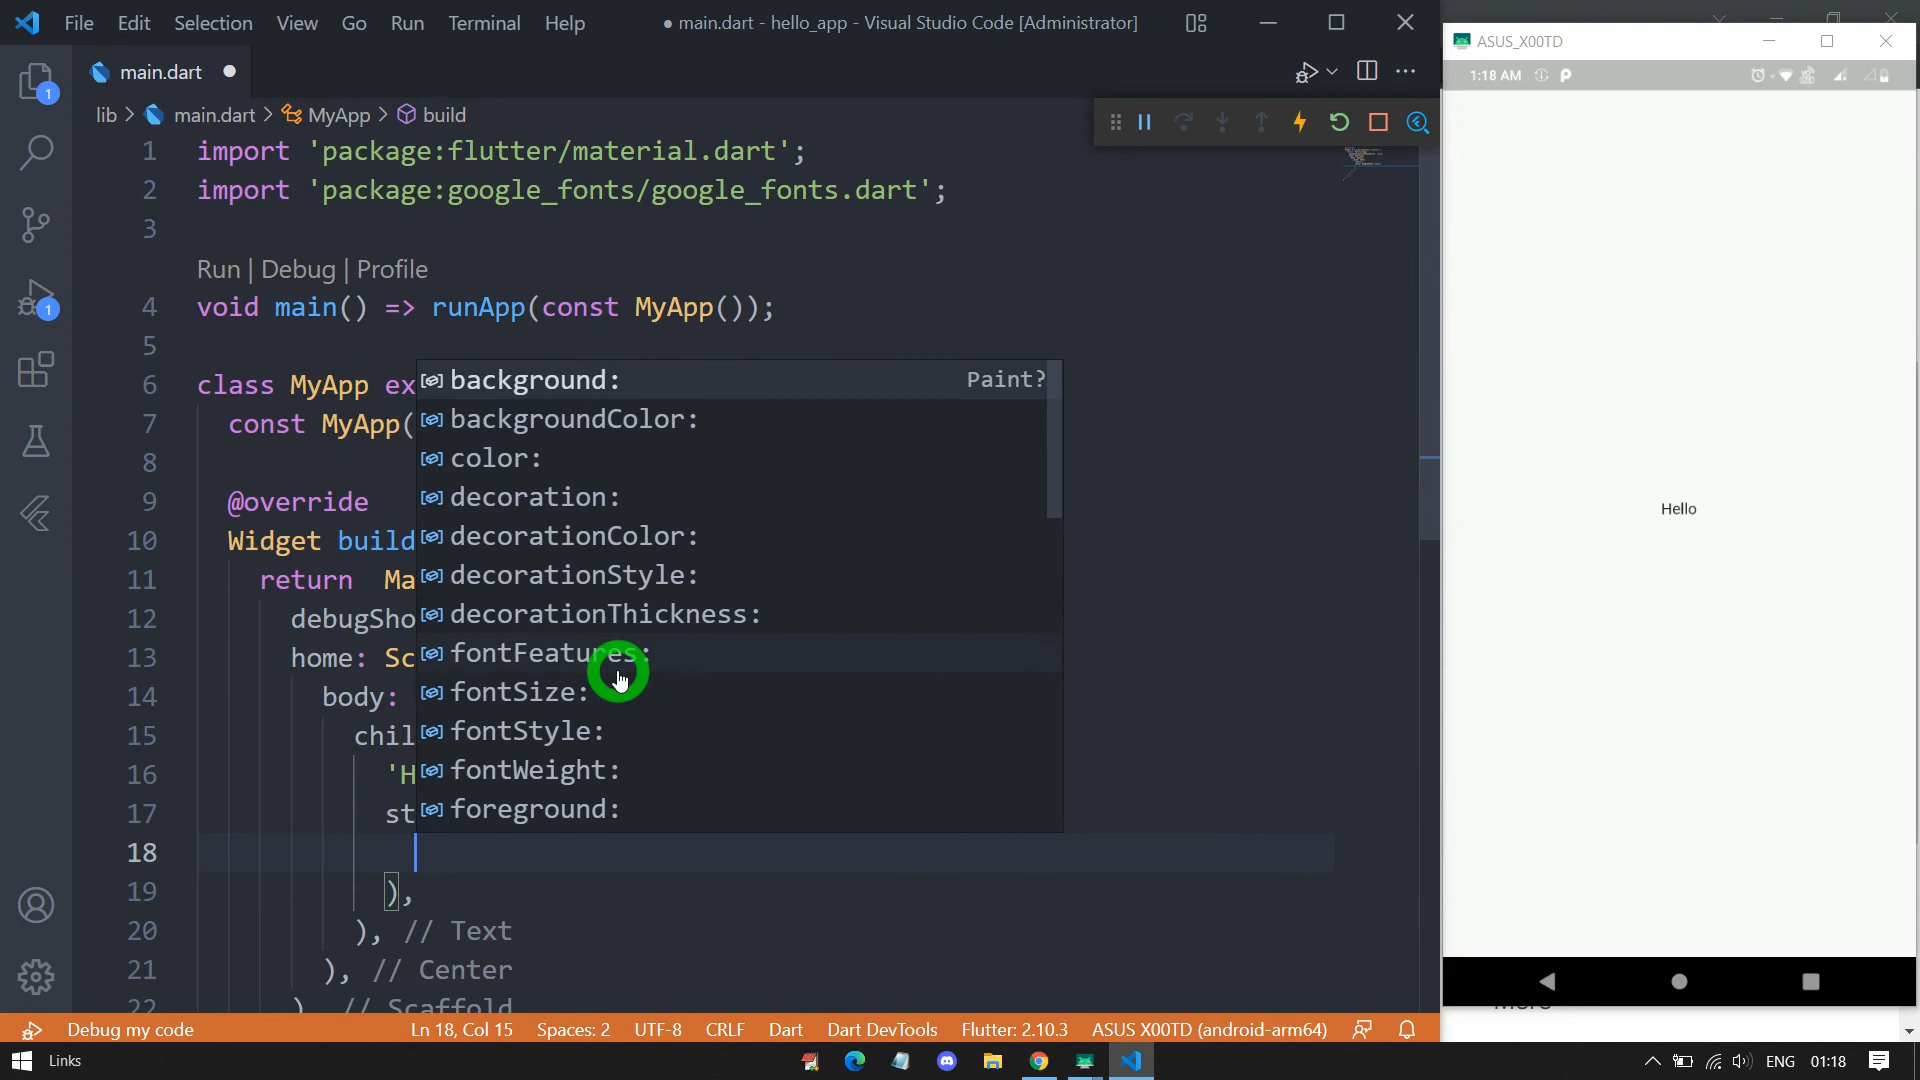 File Edit Selection View Go Run Terminal Help
● main.dart - hello_app - Visual Studio Code [Administrator]
ASUS_X00TD
main.dart
1:18 AM
lib > main.dart > MyApp > build
1 import 'package:flutter/material.dart';
2 import 'package:google_fonts/google_fonts.dart';
3
Run | Debug | Profile
4 void main() => runApp(const MyApp());
5
6 class MyApp ex
7 const MyApp(
8
9 @override
10 Widget build
11 return Ma
12 debugSho
13 home: Sc
14 body:
15 chil
16 'H
17 st
18
19 ),
20 ), // Text
21 ), // Center
22 ) // Scaffold
background: Paint?
backgroundColor:
color:
decoration:
decorationColor:
decorationStyle:
decorationThickness:
fontFeatures:
fontSize:
fontStyle:
fontWeight:
foreground:
Hello
1
1
Debug my code Ln 18, Col 15 Spaces: 2 UTF-8 CRLF Dart Dart DevTools Flutter: 2.10.3 ASUS X00TD (android-arm64)
Links ENG 01:18